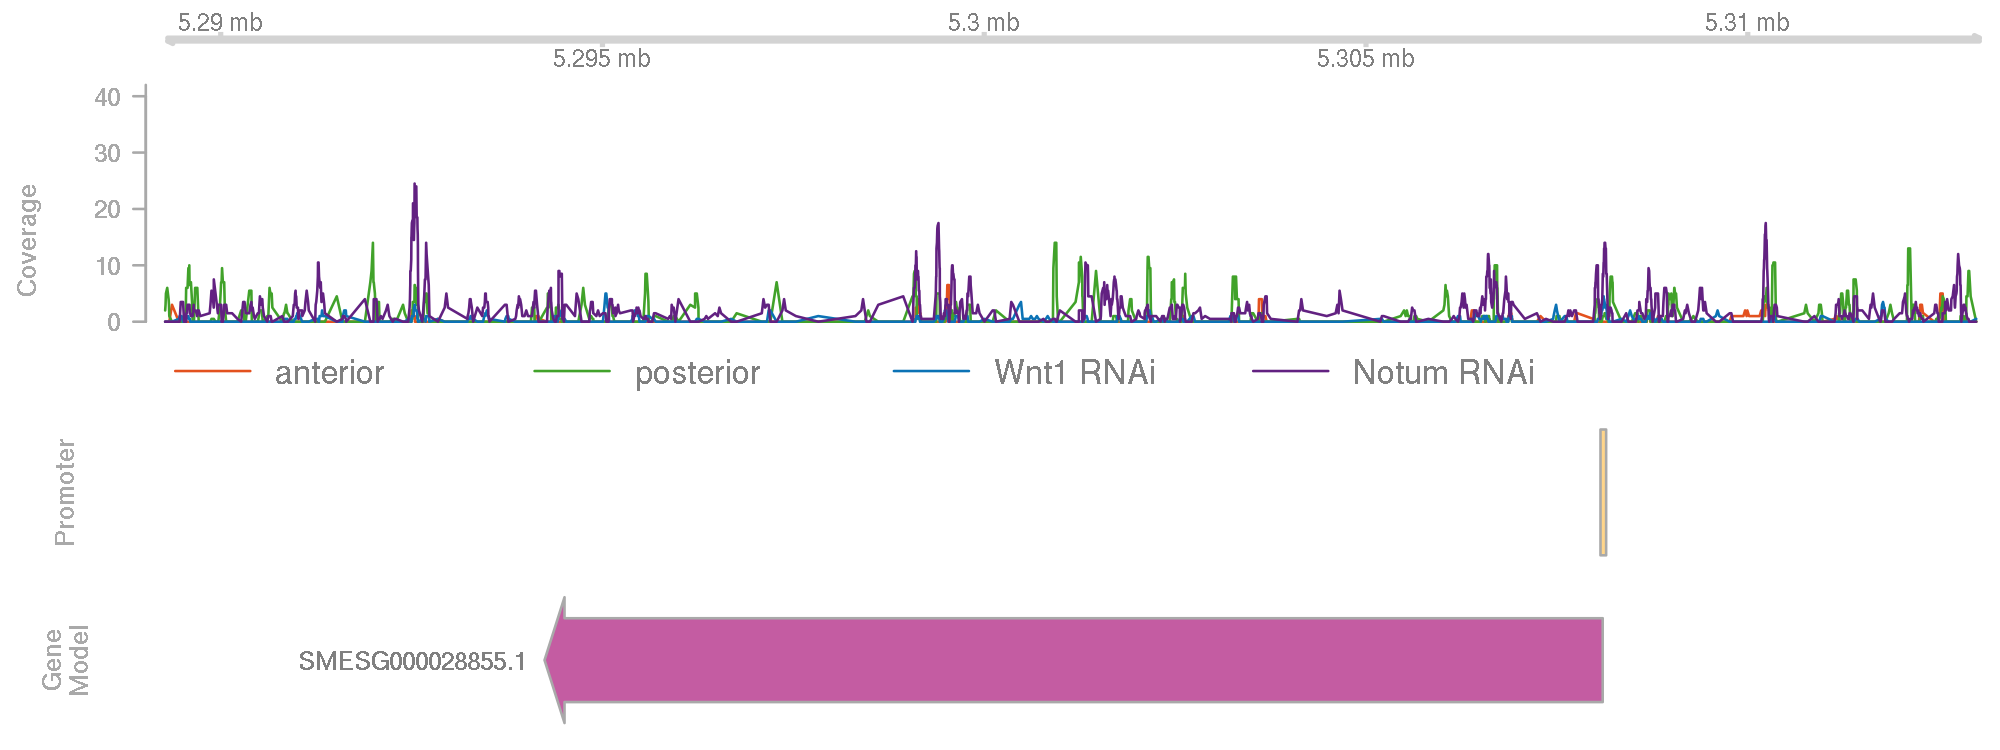 5.29 mb 5.3 mb 5.31 mb
5.295 mb 5.305 mb
Coverage
40
30
20
10
0
anterior posterior Wnt1 RNAi Notum RNAi
Promoter
Gene
Model
SMESG000028855.1